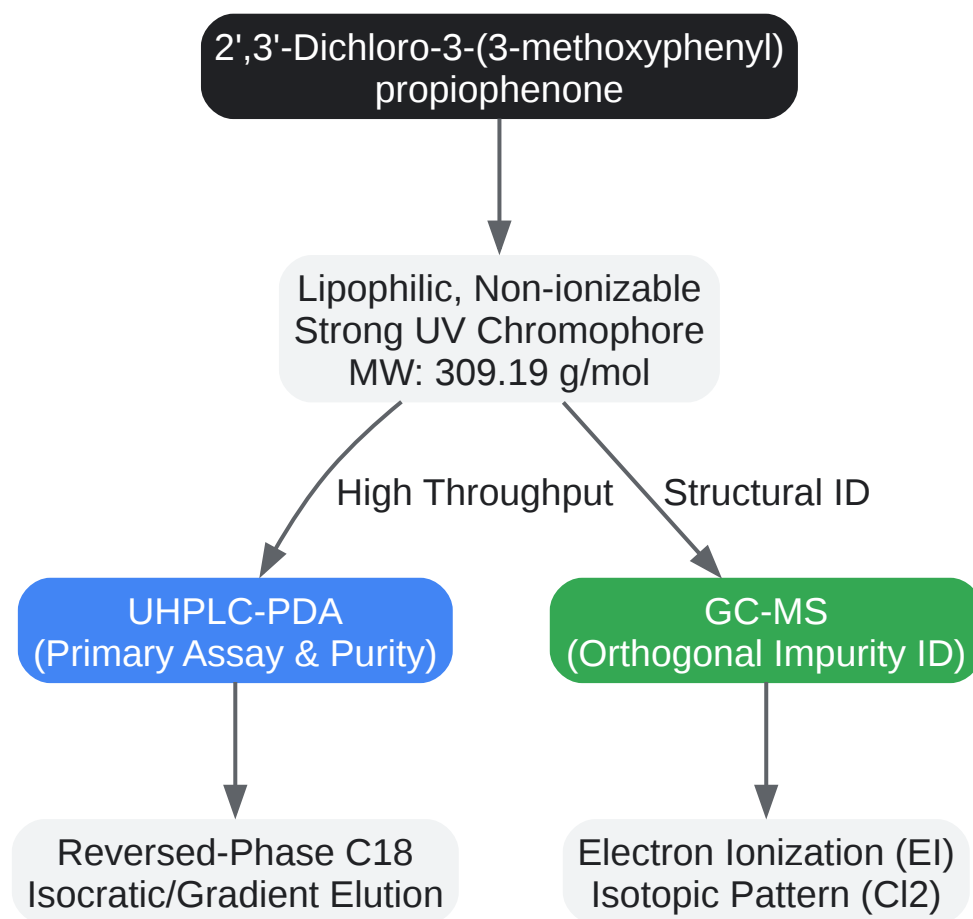 2',3'-Dichloro-3-(3-methoxyphenyl)
propiophenone
Lipophilic, Non-ionizable
Strong UV Chromophore
MW: 309.19 g/mol
High Throughput
Structural ID
UHPLC-PDA
(Primary Assay & Purity)
GC-MS
(Orthogonal Impurity ID)
Reversed-Phase C18
Isocratic/Gradient Elution
Electron Ionization (EI)
Isotopic Pattern (Cl2)